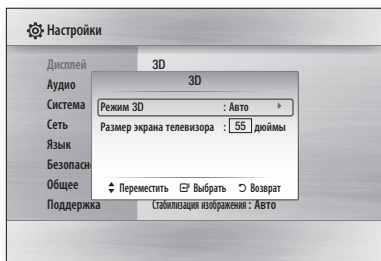 Настройки
Дисплей 3D
Аудио
Система
Сеть
Язык
Безопасн
Общее
Поддержка Стабилизация изображения : Авто
3D
Режим 3D : Авто
Размер экрана телевизора : 55 дюймы
Переместить Выбрать Возврат